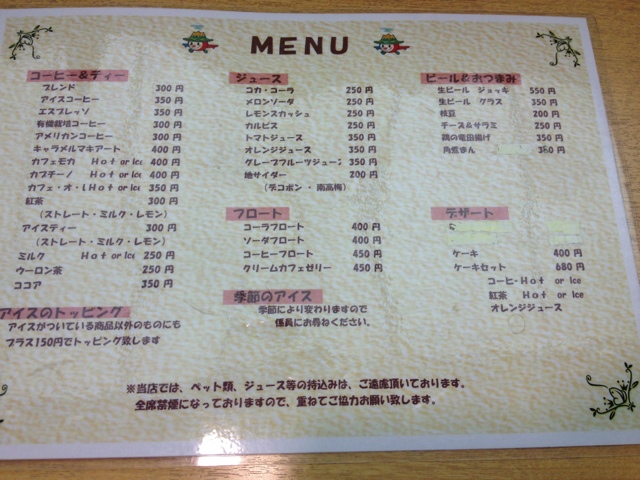 MENU
コーヒー&ティー
ブレンド 300 円
アイスコーヒー 350 円
エスプレッソ 350 円
有機栽培コーヒー 300 円
アメリカンコーヒー 300 円
キャラメルマキアート 400 円
カフェモカ Hot or Ice 400 円
カプチーノ Hot or Ice 400 円
カフェ・オ・レ Hot or Ice 350 円
紅茶 300 円
(ストレート・ミルク・レモン)
アイスティー 300 円
(ストレート・ミルク・レモン)
ミルク Hot or Ice 250 円
ウーロン茶 250 円
ココア 350 円
アイスのトッピング
アイスがついている商品以外のものにも
プラス150円でトッピング致します
ジュース
コカ・コーラ 250 円
メロンソーダ 250 円
レモンスカッシュ 250 円
カルピス 250 円
トマトジュース 350 円
オレンジジュース 350 円
グレープフルーツジュース 350 円
地サイダー 200 円
(デコポン・南高梅)
フロート
コーラフロート 400 円
ソーダフロート 400 円
コーヒーフロート 450 円
クリームカフェゼリー 450 円
季節のアイス
季節により変わりますので
係員にお尋ねください。
ビール&おつまみ
生ビール ジョッキ 550 円
生ビール グラス 350 円
枝豆 200 円
チーズ&サラミ 250 円
鶏の竜田揚げ 350 円
角煮まん 円
デザート
ケーキ 400 円
ケーキセット 680 円
コーヒーHot or Ice
紅茶 Hot or Ice
オレンジジュース
※当店では、ペット類、ジュース等の持込みは、ご遠慮頂いております。
全席禁煙になっておりますので、重ねてご協力お願い致します。